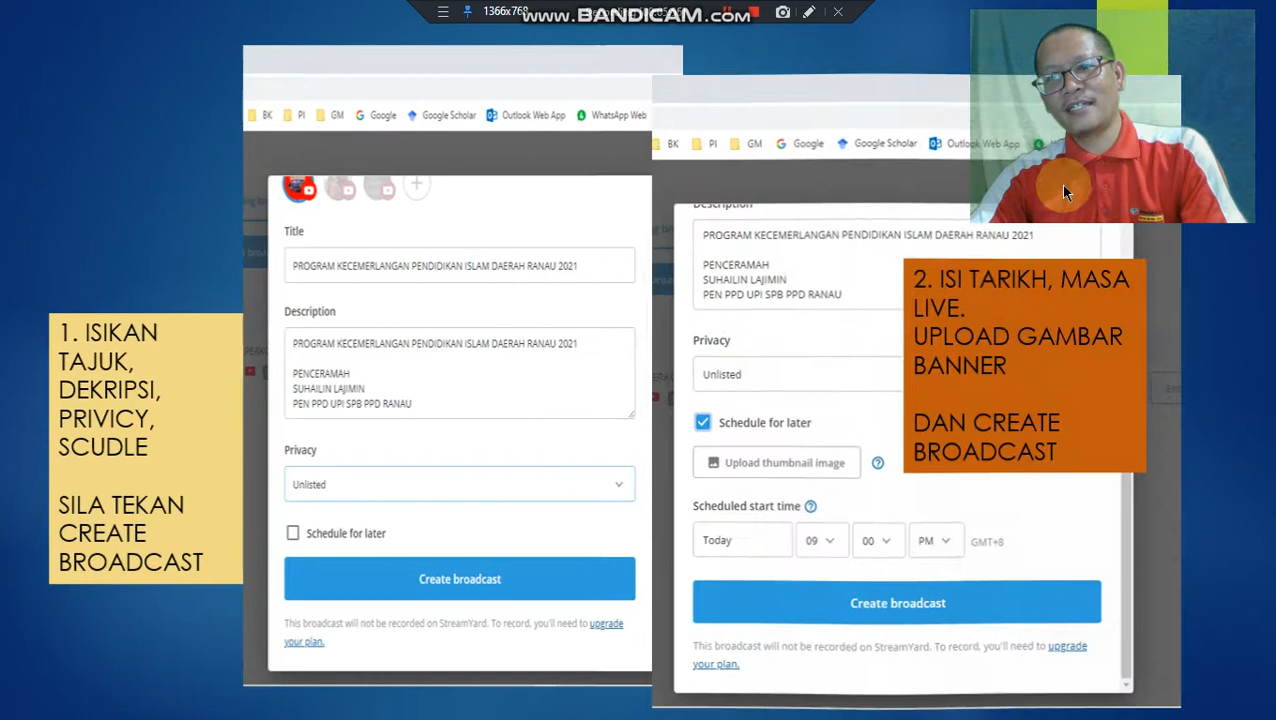 1366x768
WWW.BANDICAM.COM
BK
PI
GM
Google
Google Scholar
Outlook Web App
WhatsApp Web
Title
PROGRAM KECEMERLANGAN PENDIDIKAN ISLAM DAERAH RANAU 2021
Description
PROGRAM KECEMERLANGAN PENDIDIKAN ISLAM DAERAH RANAU 2021
PENCERAMAH
SUHAILIN LAJIMIN
PEN PPD UPI SPB PPD RANAU
Privacy
Unlisted
Schedule for later
Create broadcast
This broadcast will not be recorded on StreamYard. To record, you'll need to upgrade
your plan.
1. ISIKAN
TAJUK,
DEKRIPSI,
PRIVICY,
SCUDLE
SILA TEKAN
CREATE
BROADCAST
BK
PI
GM
Google
Google Scholar
Outlook Web App
Description
PROGRAM KECEMERLANGAN PENDIDIKAN ISLAM DAERAH RANAU 2021
PENCERAMAH
SUHAILIN LAJIMIN
PEN PPD UPI SPB PPD RANAU
Privacy
Unlisted
Schedule for later
Upload thumbnail image
Scheduled start time
Today
09
00
PM
GMT+8
Create broadcast
This broadcast will not be recorded on StreamYard. To record, you'll need to upgrade
your plan.
2. ISI TARIKH, MASA
LIVE.
UPLOAD GAMBAR
BANNER
DAN CREATE
BROADCAST